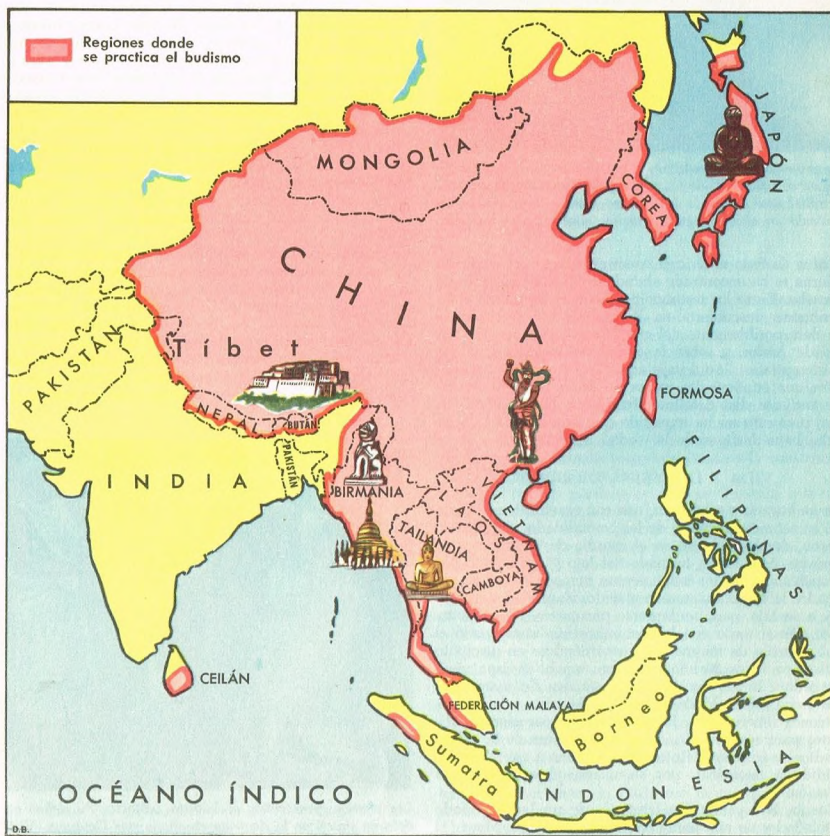 Regiones donde
se practica el budismo
JAPÓN
MONGOLIA
COREA
CHINA
PAKISTÁN
Tíbet
NEPAL
BUTÁN
FORMOSA
PAKISTÁN
INDIA
BIRMANIA
LAOS
VIETNAM
FILIPINAS
TAILANDIA
CAMBOYA
CEILÁN
FEDERACIÓN MALAYA
Borneo
Sumatra
INDONESIA
OCÉANO ÍNDICO
D.B.